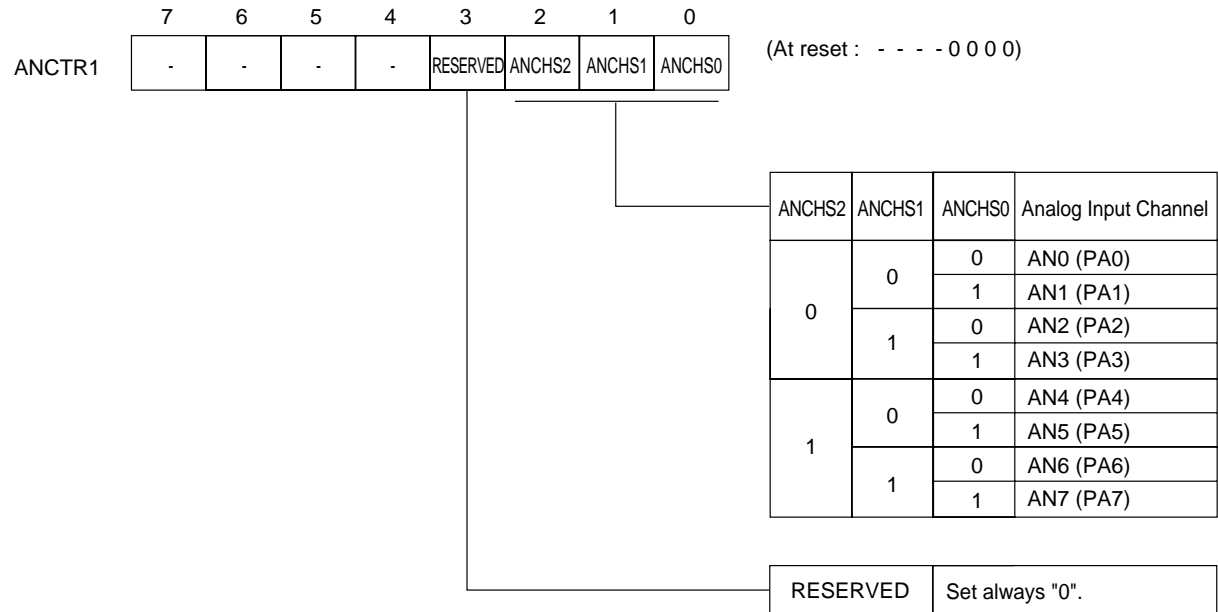 7 6 5 4 3 2 1 0
ANCTR1 - - - - RESERVED ANCHS2 ANCHS1 ANCHS0 (At reset : - - - - 0 0 0 0)
ANCHS2 ANCHS1 ANCHS0 Analog Input Channel
0 0 0 AN0 (PA0)
1 AN1 (PA1)
1 0 AN2 (PA2)
1 AN3 (PA3)
1 0 0 AN4 (PA4)
1 AN5 (PA5)
1 0 AN6 (PA6)
1 AN7 (PA7)
RESERVED Set always "0".